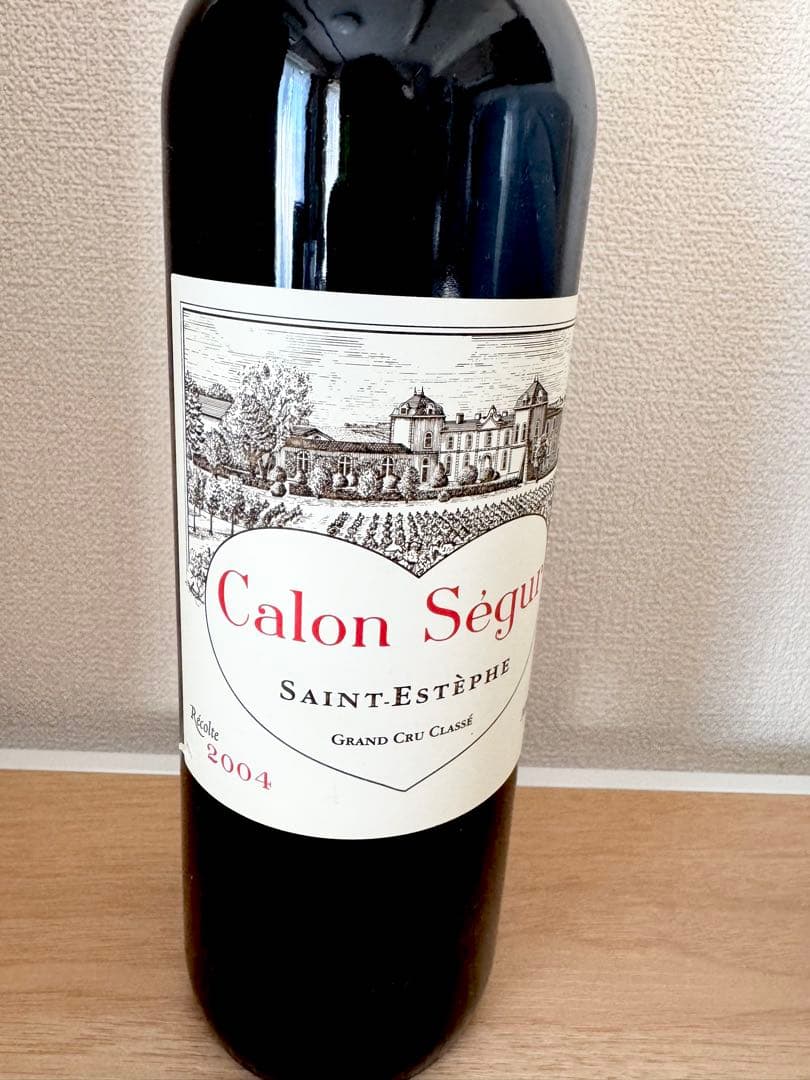 Calon Ségur
SAINT-ESTÈPHE
GRAND CRU CLASSÉ
Récolte
2004